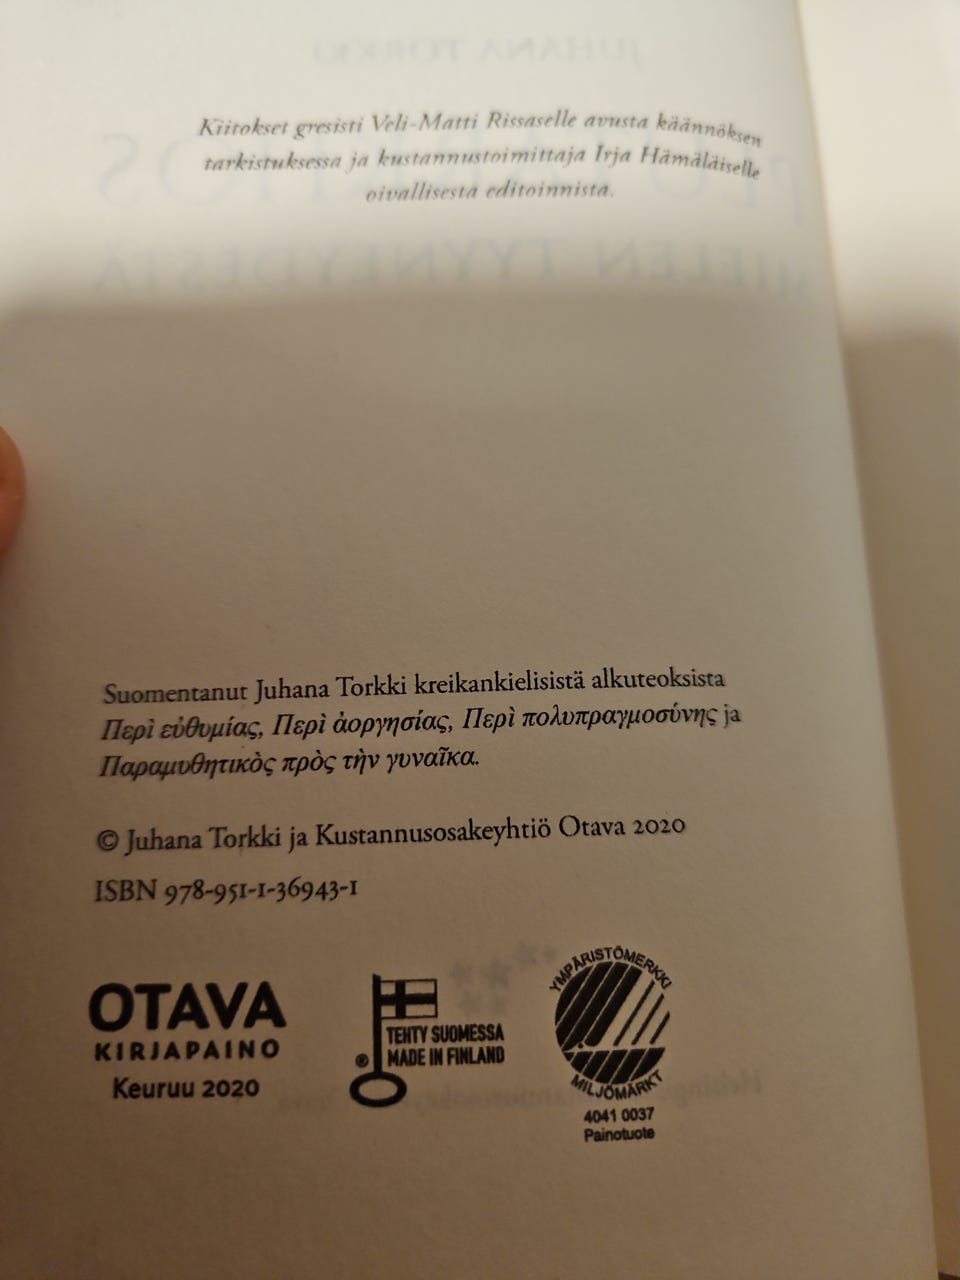 Kiitokset gresisti Veli-Matti Rissaselle avusta käännöksen
tarkistuksessa ja kustannustoimittaja Irja Hämäläiselle
oivallisesta editoinnista.
Suomentanut Juhana Torkki kreikankielisistä alkuteoksista
Περὶ εὐθυμίας, Περὶ ἀοργησίας, Περὶ πολυπραγμοσύνης ja
Παραμυθητικὸς πρὸς τὴν γυναῖκα.
© Juhana Torkki ja Kustannusosakeyhtiö Otava 2020
ISBN 978-951-1-36943-1
OTAVA
KIRJAPAINO
Keuruu 2020
® TEHTY SUOMESSA
MADE IN FINLAND
YMPÄRISTÖMERKKI
MILJÖMÄRKT
4041 0037
Painotuote